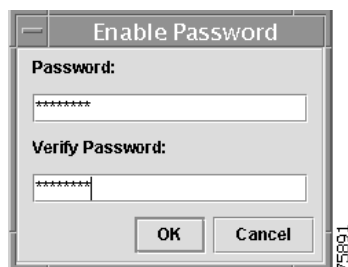 Enable Password
Password:
********
Verify Password:
********
OK
Cancel
75891